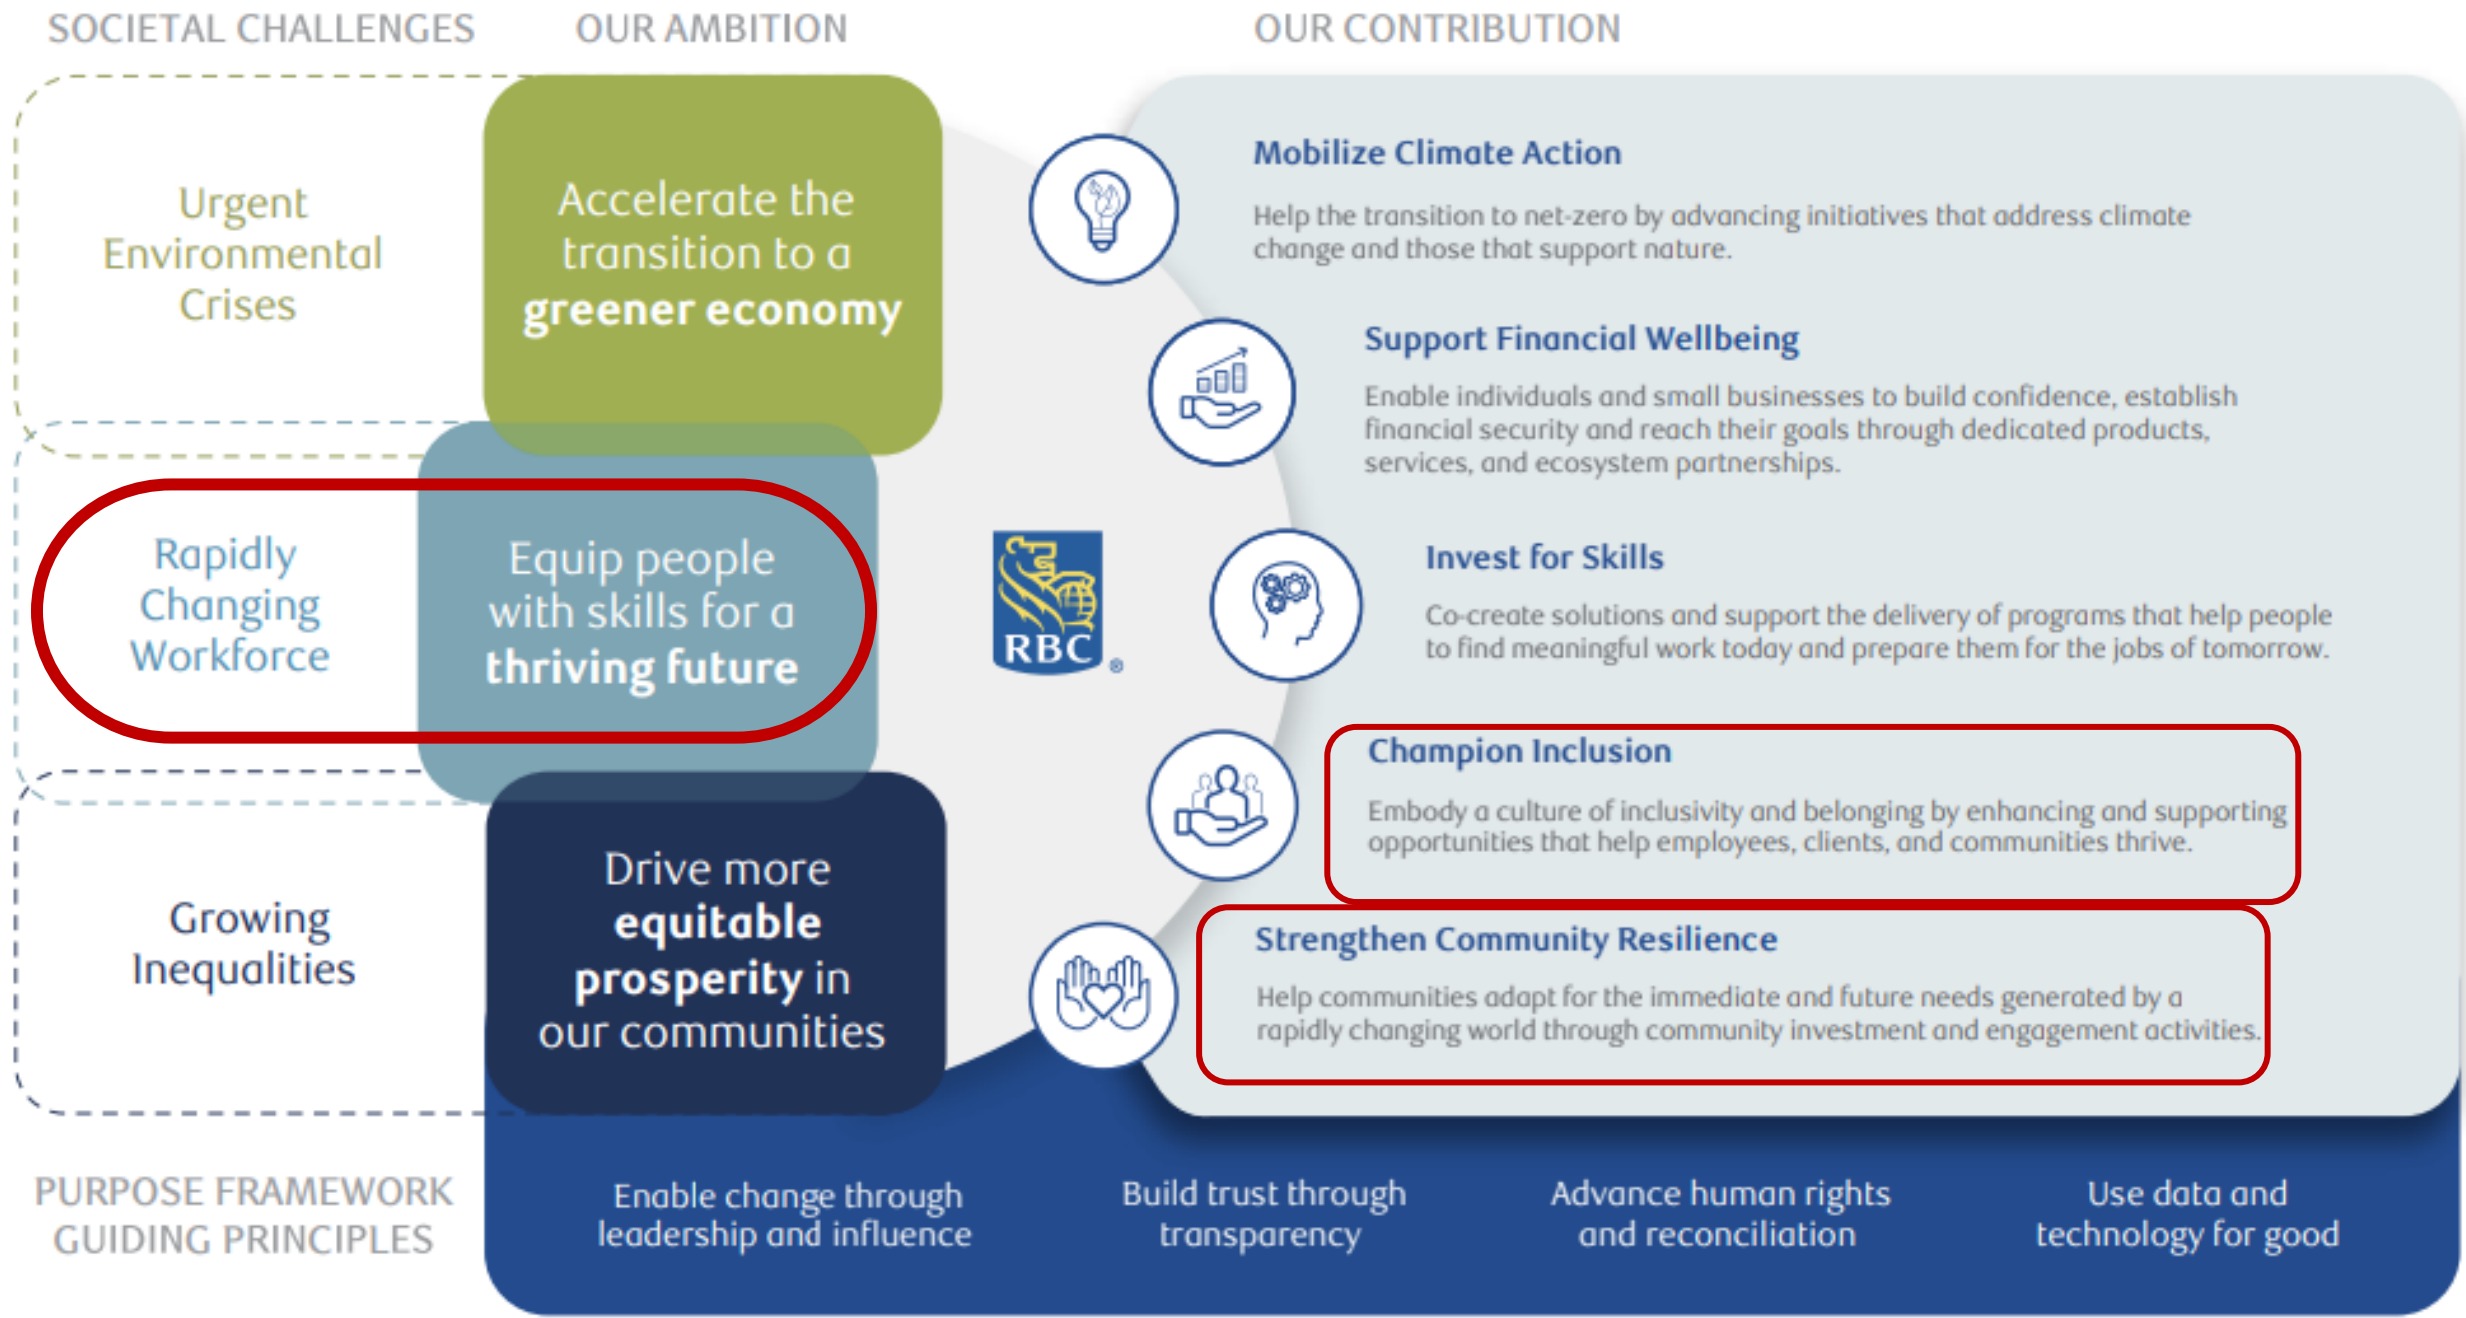 SOCIETAL CHALLENGES
OUR AMBITION
OUR CONTRIBUTION
Urgent
Environmental
Crises
Accelerate the
transition to a
greener economy
Rapidly
Changing
Workforce
Equip people
with skills for a
thriving future
Growing
Inequalities
Drive more
equitable
prosperity in
our communities
RBC ®
Mobilize Climate Action
Help the transition to net-zero by advancing initiatives that address climate
change and those that support nature.
Support Financial Wellbeing
Enable individuals and small businesses to build confidence, establish
financial security and reach their goals through dedicated products,
services, and ecosystem partnerships.
Invest for Skills
Co-create solutions and support the delivery of programs that help people
to find meaningful work today and prepare them for the jobs of tomorrow.
Champion Inclusion
Embody a culture of inclusivity and belonging by enhancing and supporting
opportunities that help employees, clients, and communities thrive.
Strengthen Community Resilience
Help communities adapt for the immediate and future needs generated by a
rapidly changing world through community investment and engagement activities.
PURPOSE FRAMEWORK
GUIDING PRINCIPLES
Enable change through
leadership and influence
Build trust through
transparency
Advance human rights
and reconciliation
Use data and
technology for good